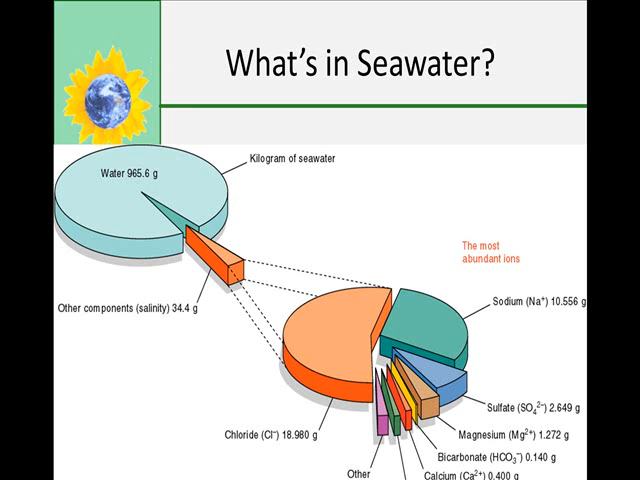 What's in Seawater?
Kilogram of seawater
Water 965.6 g
The most
abundant ions
Other components (salinity) 34.4 g
Sodium (Na⁺) 10.556 g
Sulfate (SO₄²⁻) 2.649 g
Chloride (Cl⁻) 18.980 g
Magnesium (Mg²⁺) 1.272 g
Bicarbonate (HCO₃⁻) 0.140 g
Other
Calcium (Ca²⁺) 0.400 g